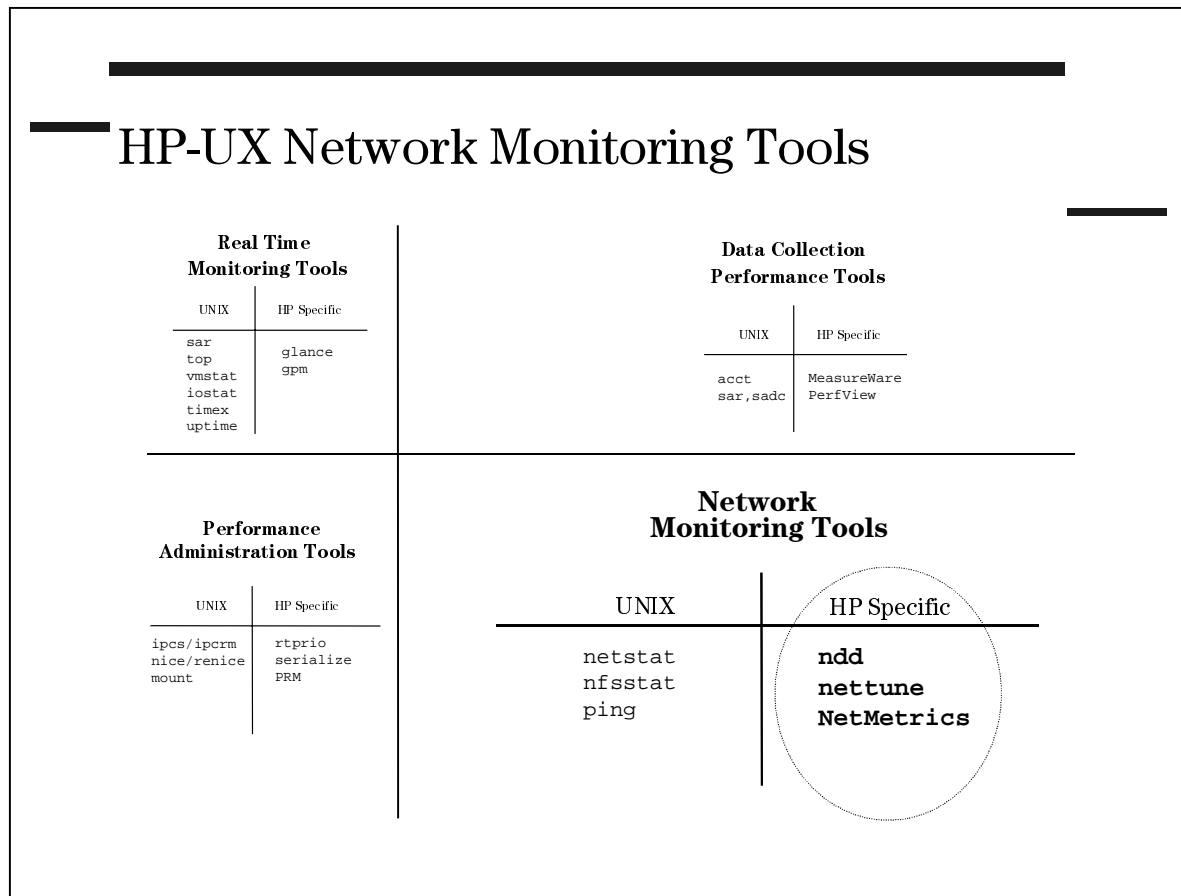 HP-UX Network Monitoring Tools
Real Time
Monitoring Tools
UNIX HP Specific
sar
top
vmstat
iostat
timex
uptime
glance
gpm
Data Collection
Performance Tools
UNIX HP Specific
acct
sar,sadc
MeasureWare
PerfView
Performance
Administration Tools
UNIX HP Specific
ipcs/ipcrm
nice/renice
mount
rtprio
serialize
PRM
Network
Monitoring Tools
UNIX HP Specific
netstat
nfsstat
ping
ndd
nettune
NetMetrics